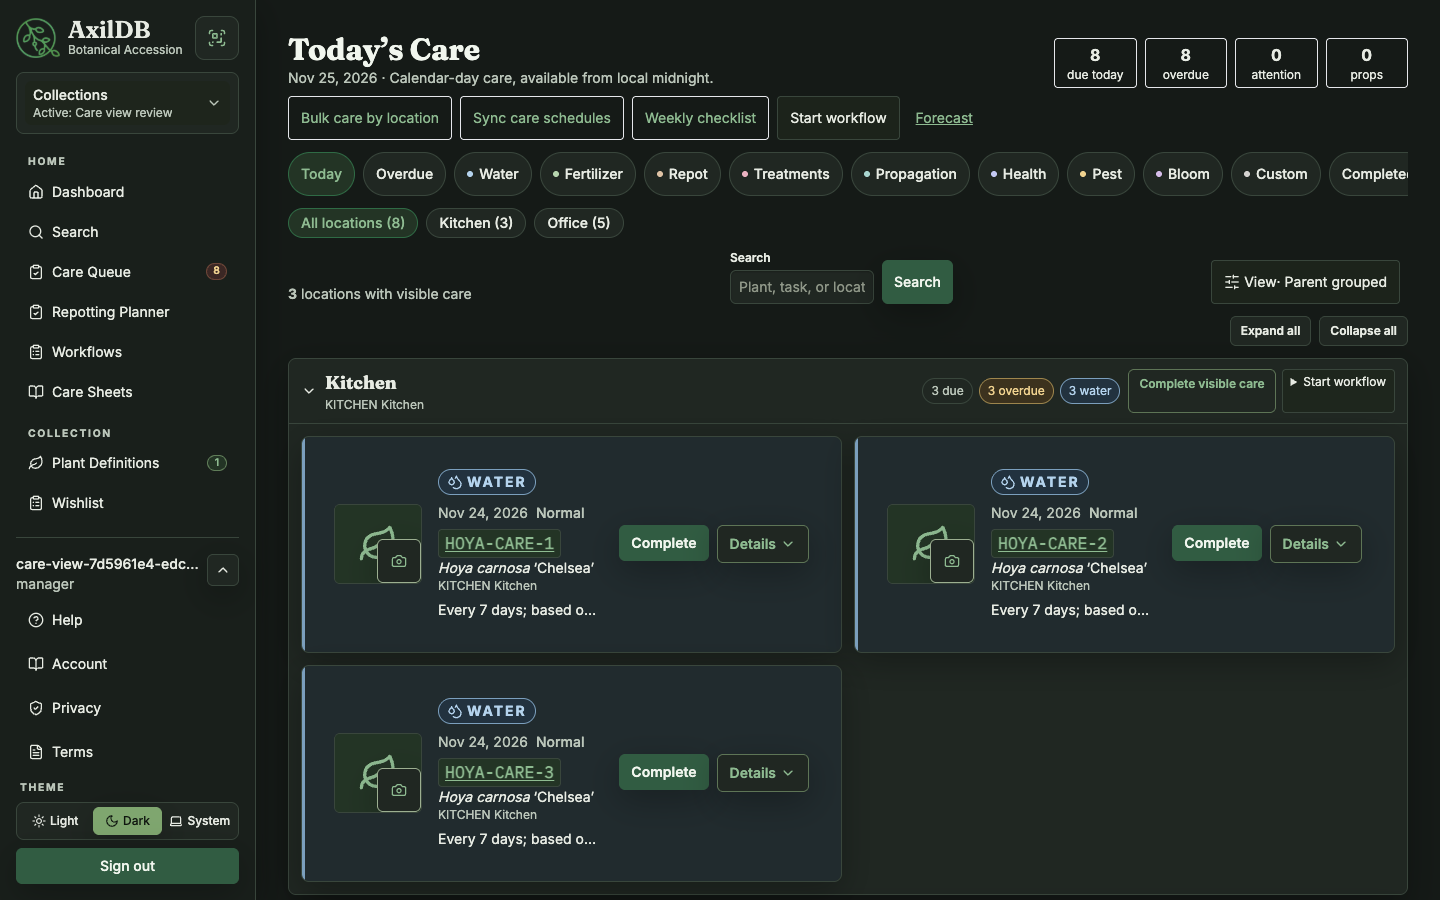 AxilDB
Botanical Accession
Collections
Active: Care view review
HOME
Dashboard
Search
Care Queue 8
Repotting Planner
Workflows
Care Sheets
COLLECTION
Plant Definitions 1
Wishlist
care-view-7d5961e4-edc...
manager
Help
Account
Privacy
Terms
THEME
Light Dark System
Sign out
Today’s Care
Nov 25, 2026 · Calendar-day care, available from local midnight.
8 due today
8 overdue
0 attention
0 props
Bulk care by location Sync care schedules Weekly checklist Start workflow Forecast
Today Overdue Water Fertilizer Repot Treatments Propagation Health Pest Bloom Custom Completed
All locations (8) Kitchen (3) Office (5)
3 locations with visible care
Search
Plant, task, or locat
Search
View· Parent grouped
Expand all Collapse all
Kitchen
KITCHEN Kitchen
3 due 3 overdue 3 water Complete visible care Start workflow
WATER
Nov 24, 2026 Normal
HOYA-CARE-1
Hoya carnosa ‘Chelsea’
KITCHEN Kitchen
Every 7 days; based o...
Complete Details
WATER
Nov 24, 2026 Normal
HOYA-CARE-2
Hoya carnosa ‘Chelsea’
KITCHEN Kitchen
Every 7 days; based o...
Complete Details
WATER
Nov 24, 2026 Normal
HOYA-CARE-3
Hoya carnosa ‘Chelsea’
KITCHEN Kitchen
Every 7 days; based o...
Complete Details